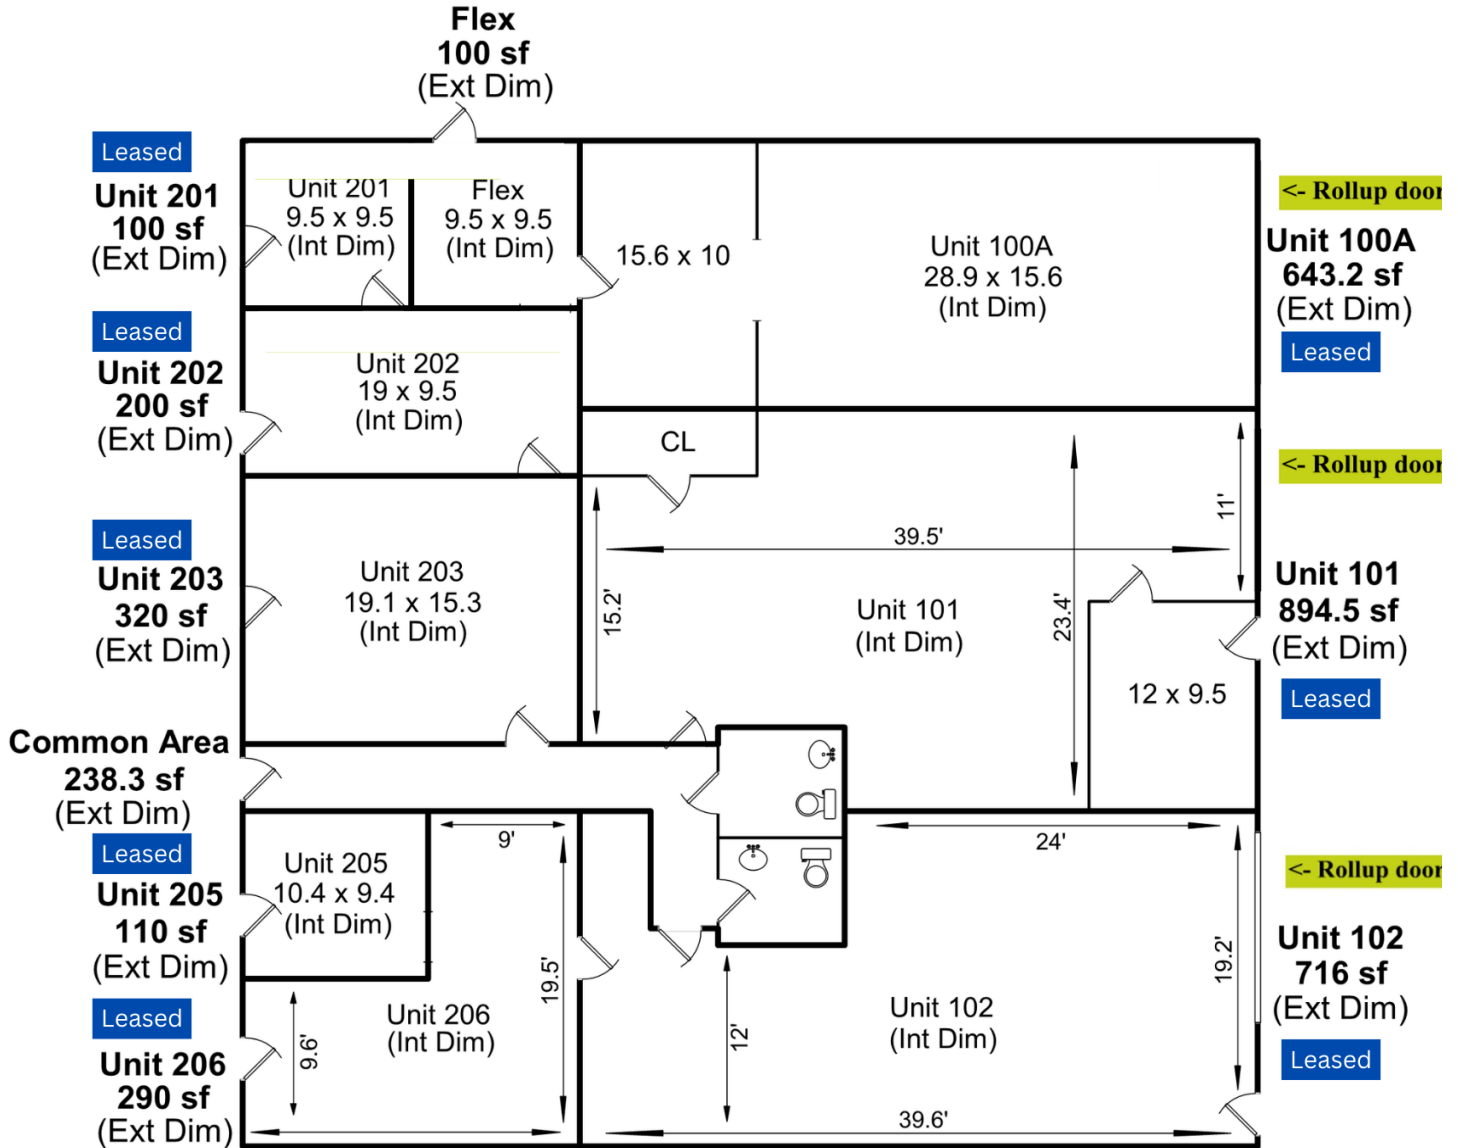 Flex
100 sf
(Ext Dim)
Leased
Unit 201
100 sf
(Ext Dim)
Unit 201
9.5 x 9.5
(Int Dim)
Flex
9.5 x 9.5
(Int Dim)
15.6 x 10
Unit 100A
28.9 x 15.6
(Int Dim)
<- Rollup door
Unit 100A
643.2 sf
(Ext Dim)
Leased
Leased
Unit 202
200 sf
(Ext Dim)
Unit 202
19 x 9.5
(Int Dim)
CL
<- Rollup door
11'
39.5'
Leased
Unit 203
320 sf
(Ext Dim)
Unit 203
19.1 x 15.3
(Int Dim)
15.2'
Unit 101
(Int Dim)
23.4'
12 x 9.5
Unit 101
894.5 sf
(Ext Dim)
Leased
Common Area
238.3 sf
(Ext Dim)
Leased
Unit 205
110 sf
(Ext Dim)
Unit 205
10.4 x 9.4
(Int Dim)
9'
24'
<- Rollup door
19.5'
19.2'
Unit 102
716 sf
(Ext Dim)
Leased
Leased
Unit 206
290 sf
(Ext Dim)
9.6'
Unit 206
(Int Dim)
12'
Unit 102
(Int Dim)
39.6'